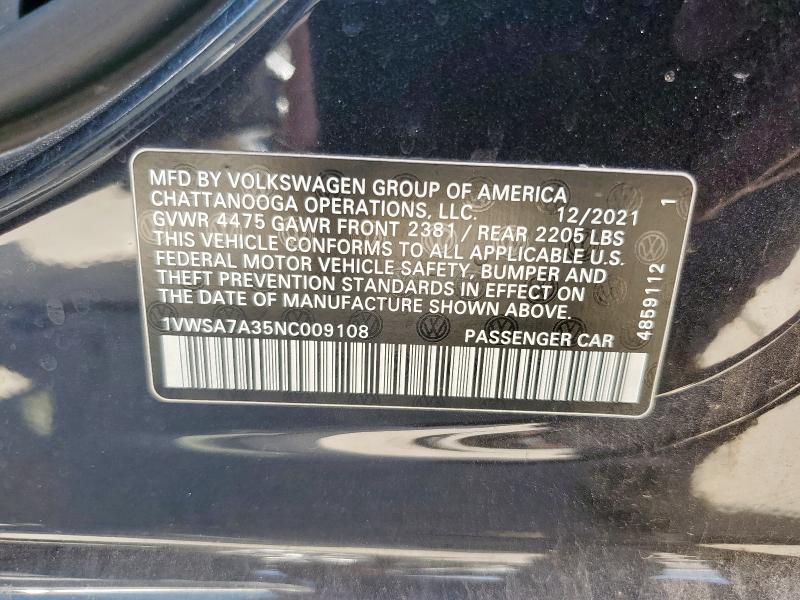 MFD BY VOLKSWAGEN GROUP OF AMERICA
CHATTANOOGA OPERATIONS, LLC. 12/2021
GVWR 4475 GAWR FRONT 2381 / REAR 2205 LBS
THIS VEHICLE CONFORMS TO ALL APPLICABLE U.S.
FEDERAL MOTOR VEHICLE SAFETY, BUMPER AND
THEFT PREVENTION STANDARDS IN EFFECT ON
THE DATE OF MANUFACTURE SHOWN ABOVE.
1VWSA7A35NC009108 PASSENGER CAR
4859112 1